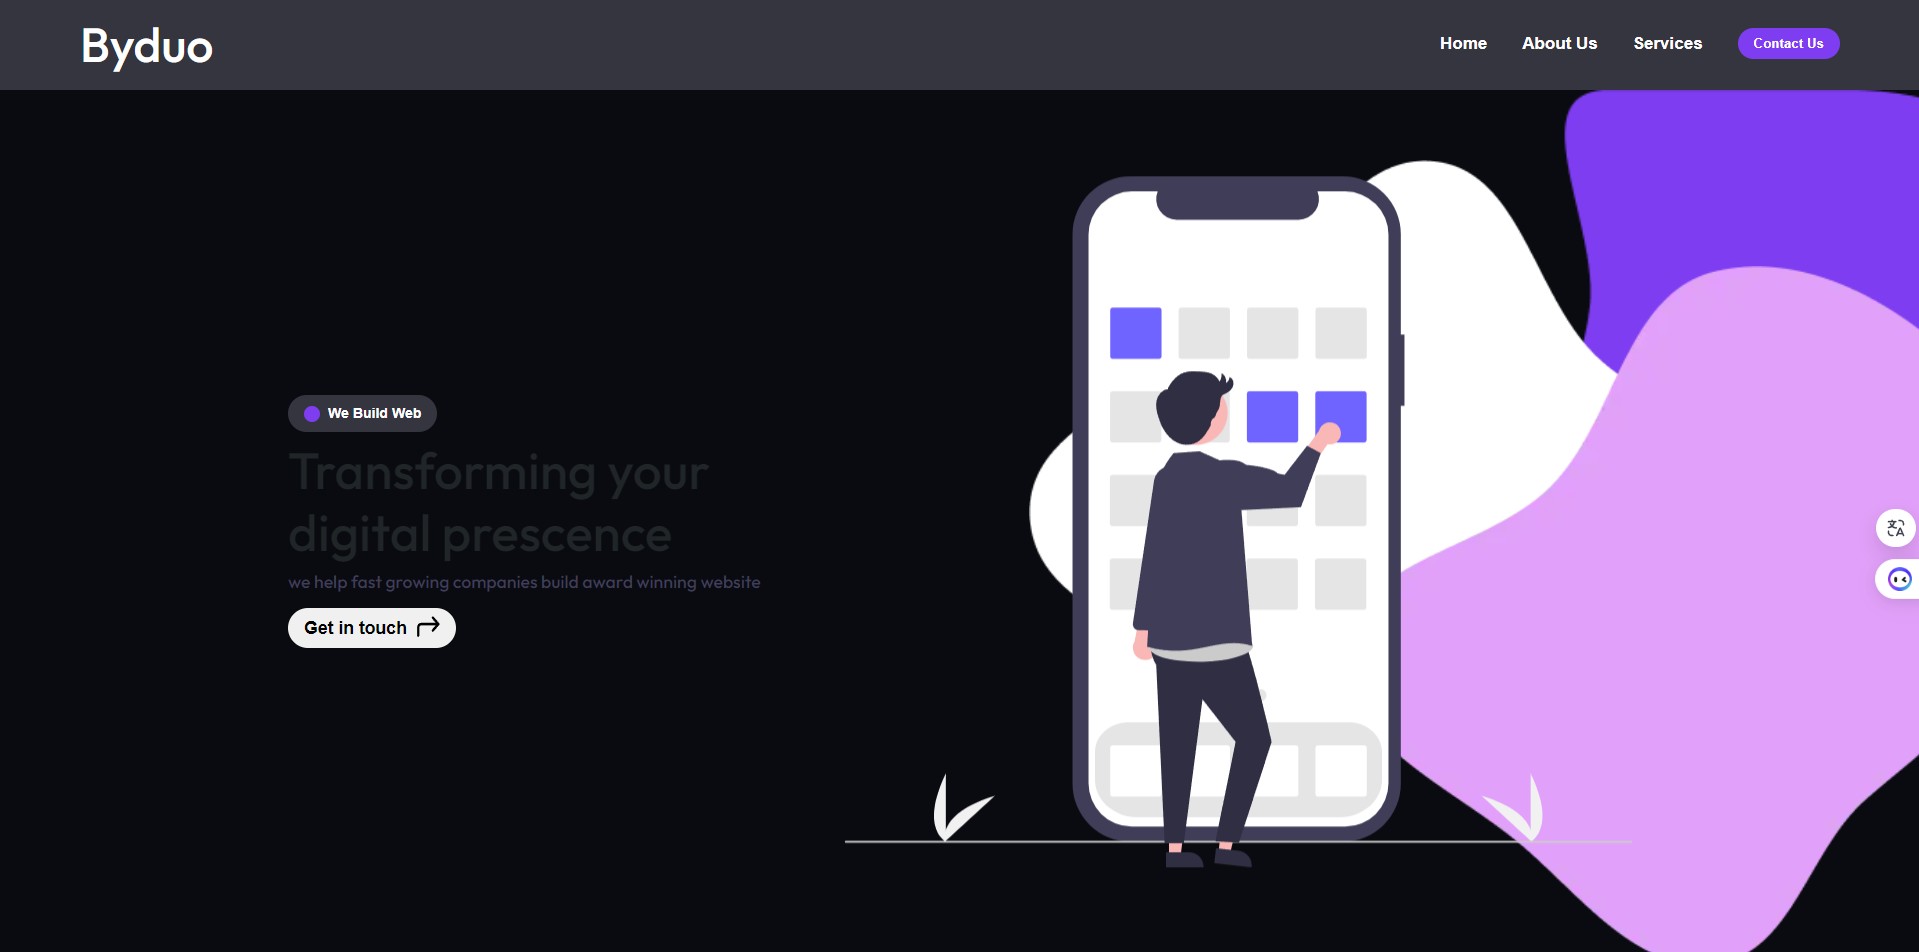 Byduo
Home
About Us
Services
Contact Us
We Build Web
Transforming your
digital prescence
we help fast growing companies build award winning website
Get in touch